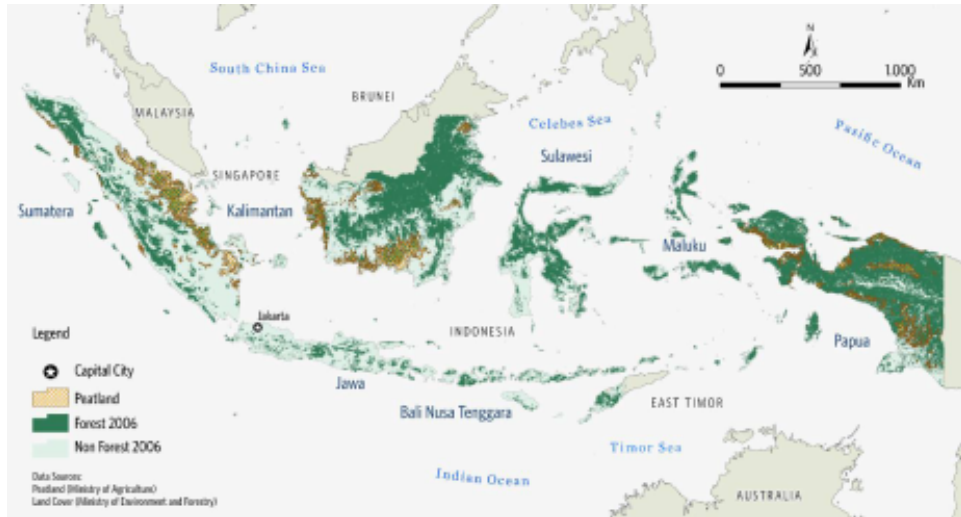 N
0 500 1.000
Km
South China Sea
BRUNEI
MALAYSIA
Celebes Sea
Pasific Ocean
Sulawesi
SINGAPORE
Sumatera
Kalimantan
Maluku
Jakarta
INDONESIA
Papua
Legend
Capital City
Peatland
Forest 2006
Non Forest 2006
Jawa
Bali Nusa Tenggara
EAST TIMOR
Timor Sea
Indian Ocean
AUSTRALIA
Data Sources:
Peatland (Ministry of Agriculture)
Land Cover (Ministry of Environment and Forestry)